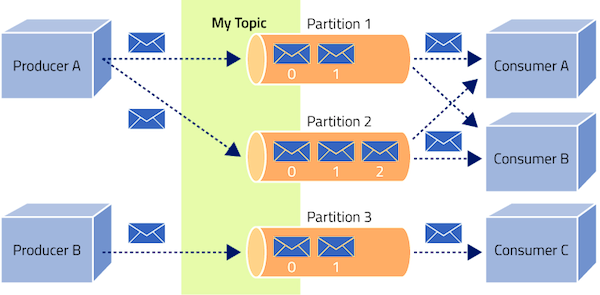 My Topic
Partition 1
Producer A
0 1
Consumer A
Partition 2
0 1 2
Consumer B
Partition 3
Producer B
0 1
Consumer C